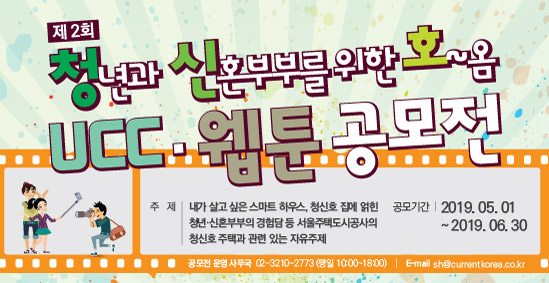 제 2회
청년과 신혼부부를 위한 호~옴
UCC · 웹툰 공모전
주 제 | 내가 살고 싶은 스마트 하우스, 청신호 집에 얽힌
청년·신혼부부의 경험담 등 서울주택도시공사의
청신호 주택과 관련 있는 자유주제
공모기간 | 2019. 05. 01
~ 2019. 06. 30
공모전 운영 사무국 02-3210-2773 (평일 10:00~18:00) | E-mail sh@currentkorea.co.kr